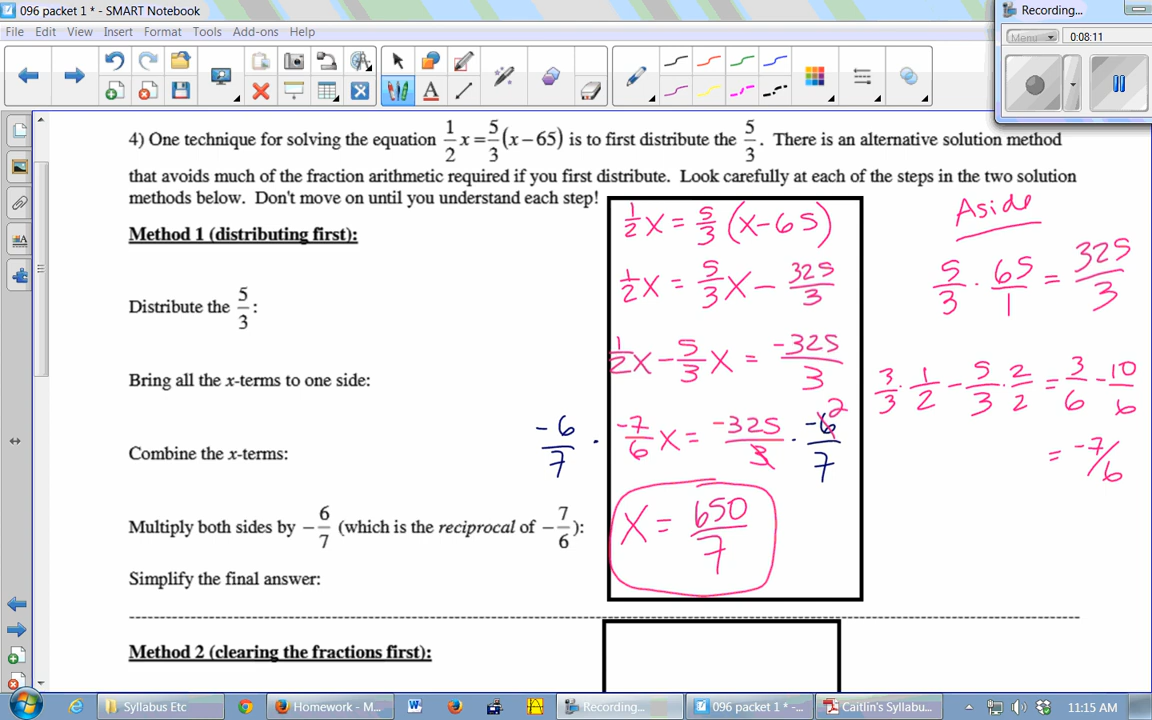 096 packet 1 * - SMART Notebook
File Edit View Insert Format Tools Add-ons Help
Recording...
Menu
0:08:11
4) One technique for solving the equation 1/2 x = 5/3 (x − 65) is to first distribute the 5/3. There is an alternative solution method
that avoids much of the fraction arithmetic required if you first distribute. Look carefully at each of the steps in the two solution
methods below. Don't move on until you understand each step!
Method 1 (distributing first):
1/2 x = 5/3 (x − 65)
Aside
Distribute the 5/3:
1/2 x = 5/3 x − 325/3
5/3 · 65/1 = 325/3
Bring all the x-terms to one side:
1/2 x − 5/3 x = -325/3
3/3 · 1/2 − 5/3 · 2/2 = 3/6 - 10/6
= -7/6
Combine the x-terms:
-6/7 · -7/6 x = -325/3 · -6/7
2
Multiply both sides by −6/7 (which is the reciprocal of −7/6):
Simplify the final answer:
x = 650/7
Method 2 (clearing the fractions first):
Syllabus Etc
Homework - M...
Recording...
096 packet 1 *-...
Caitlin's Syllabu...
11:15 AM